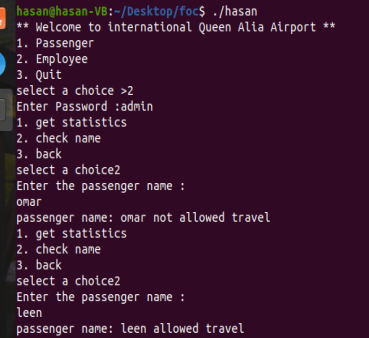 hasan@hasan-VB:~/Desktop/foc$ ./hasan
** Welcome to international Queen Alia Airport **
1. Passenger
2. Employee
3. Quit
select a choice >2
Enter Password :admin
1. get statistics
2. check name
3. back
select a choice2
Enter the passenger name :
omar
passenger name: omar not allowed travel
1. get statistics
2. check name
3. back
select a choice2
Enter the passenger name :
leen
passenger name: leen allowed travel